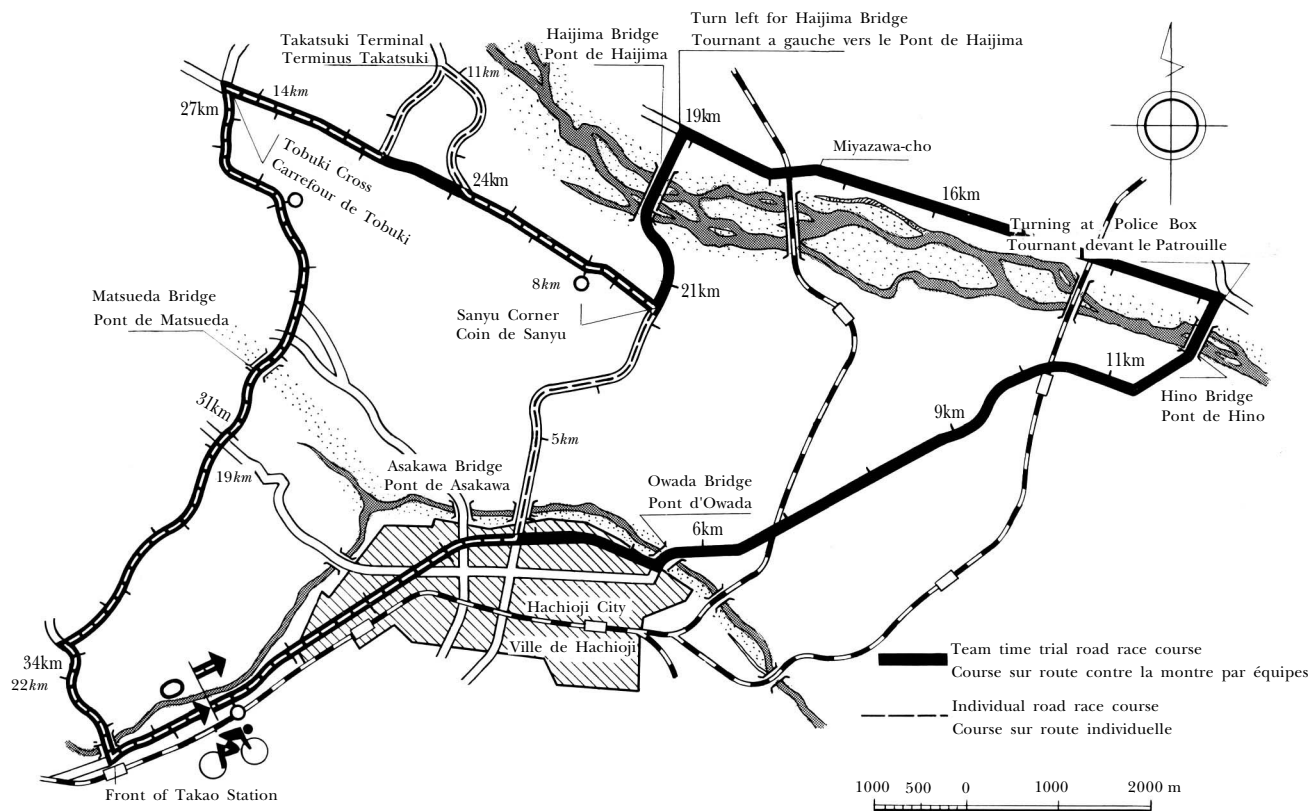 Takatsuki Terminal
Terminus Takatsuki
Haijima Bridge
Pont de Haijima
Turn left for Haijima Bridge
Tournant a gauche vers le Pont de Haijima
11km
14km
27km
19km
Tobuki Cross
Carrefour de Tobuki
24km
Miyazawa-cho
16km
Turning at Police Box
Tournant devant le Patrouille
8km
21km
Matsueda Bridge
Pont de Matsueda
Sanyu Corner
Coin de Sanyu
11km
Hino Bridge
Pont de Hino
31km
9km
5km
19km
Asakawa Bridge
Pont de Asakawa
Owada Bridge
Pont d'Owada
6km
Hachioji City
Ville de Hachioji
34km
22km
Front of Takao Station
Team time trial road race course
Course sur route contre la montre par équipes
Individual road race course
Course sur route individuelle
1000 500 0 1000 2000 m